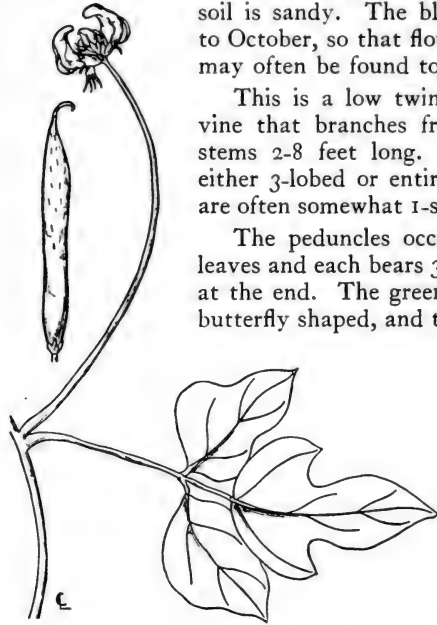 soil is sandy. The bl
to October, so that flo
may often be found to
This is a low twin
vine that branches fr
stems 2-8 feet long.
either 3-lobed or entir
are often somewhat 1-s
The peduncles occ
leaves and each bears 3
at the end. The green
butterfly shaped, and t